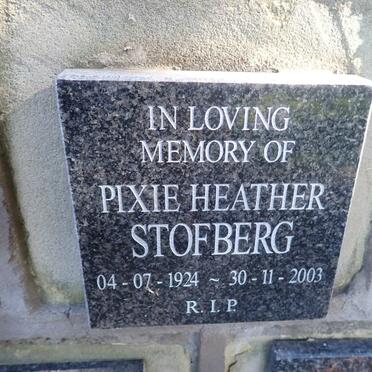 IN LOVING
MEMORY OF
PIXIE HEATHER
STOFBERG
04 - 07 - 1924 ~ 30 - 11 - 2003
R.I.P.